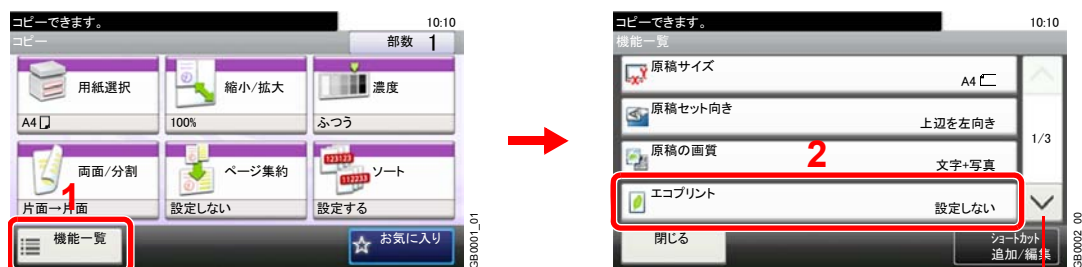 コピーできます。
10:10
コピー
部数 1
用紙選択
A4
縮小/拡大
100%
濃度
ふつう
両面/分割
片面→片面
ページ集約
設定しない
123123
112233
ソート
設定する
1
機能一覧
お気に入り
GB0001_01
コピーできます。
10:10
機能一覧
原稿サイズ
A4
原稿セット向き
上辺を左向き
1/3
原稿の画質
文字+写真
2
エコプリント
設定しない
閉じる
ショートカット
追加/編集
GB0002_00